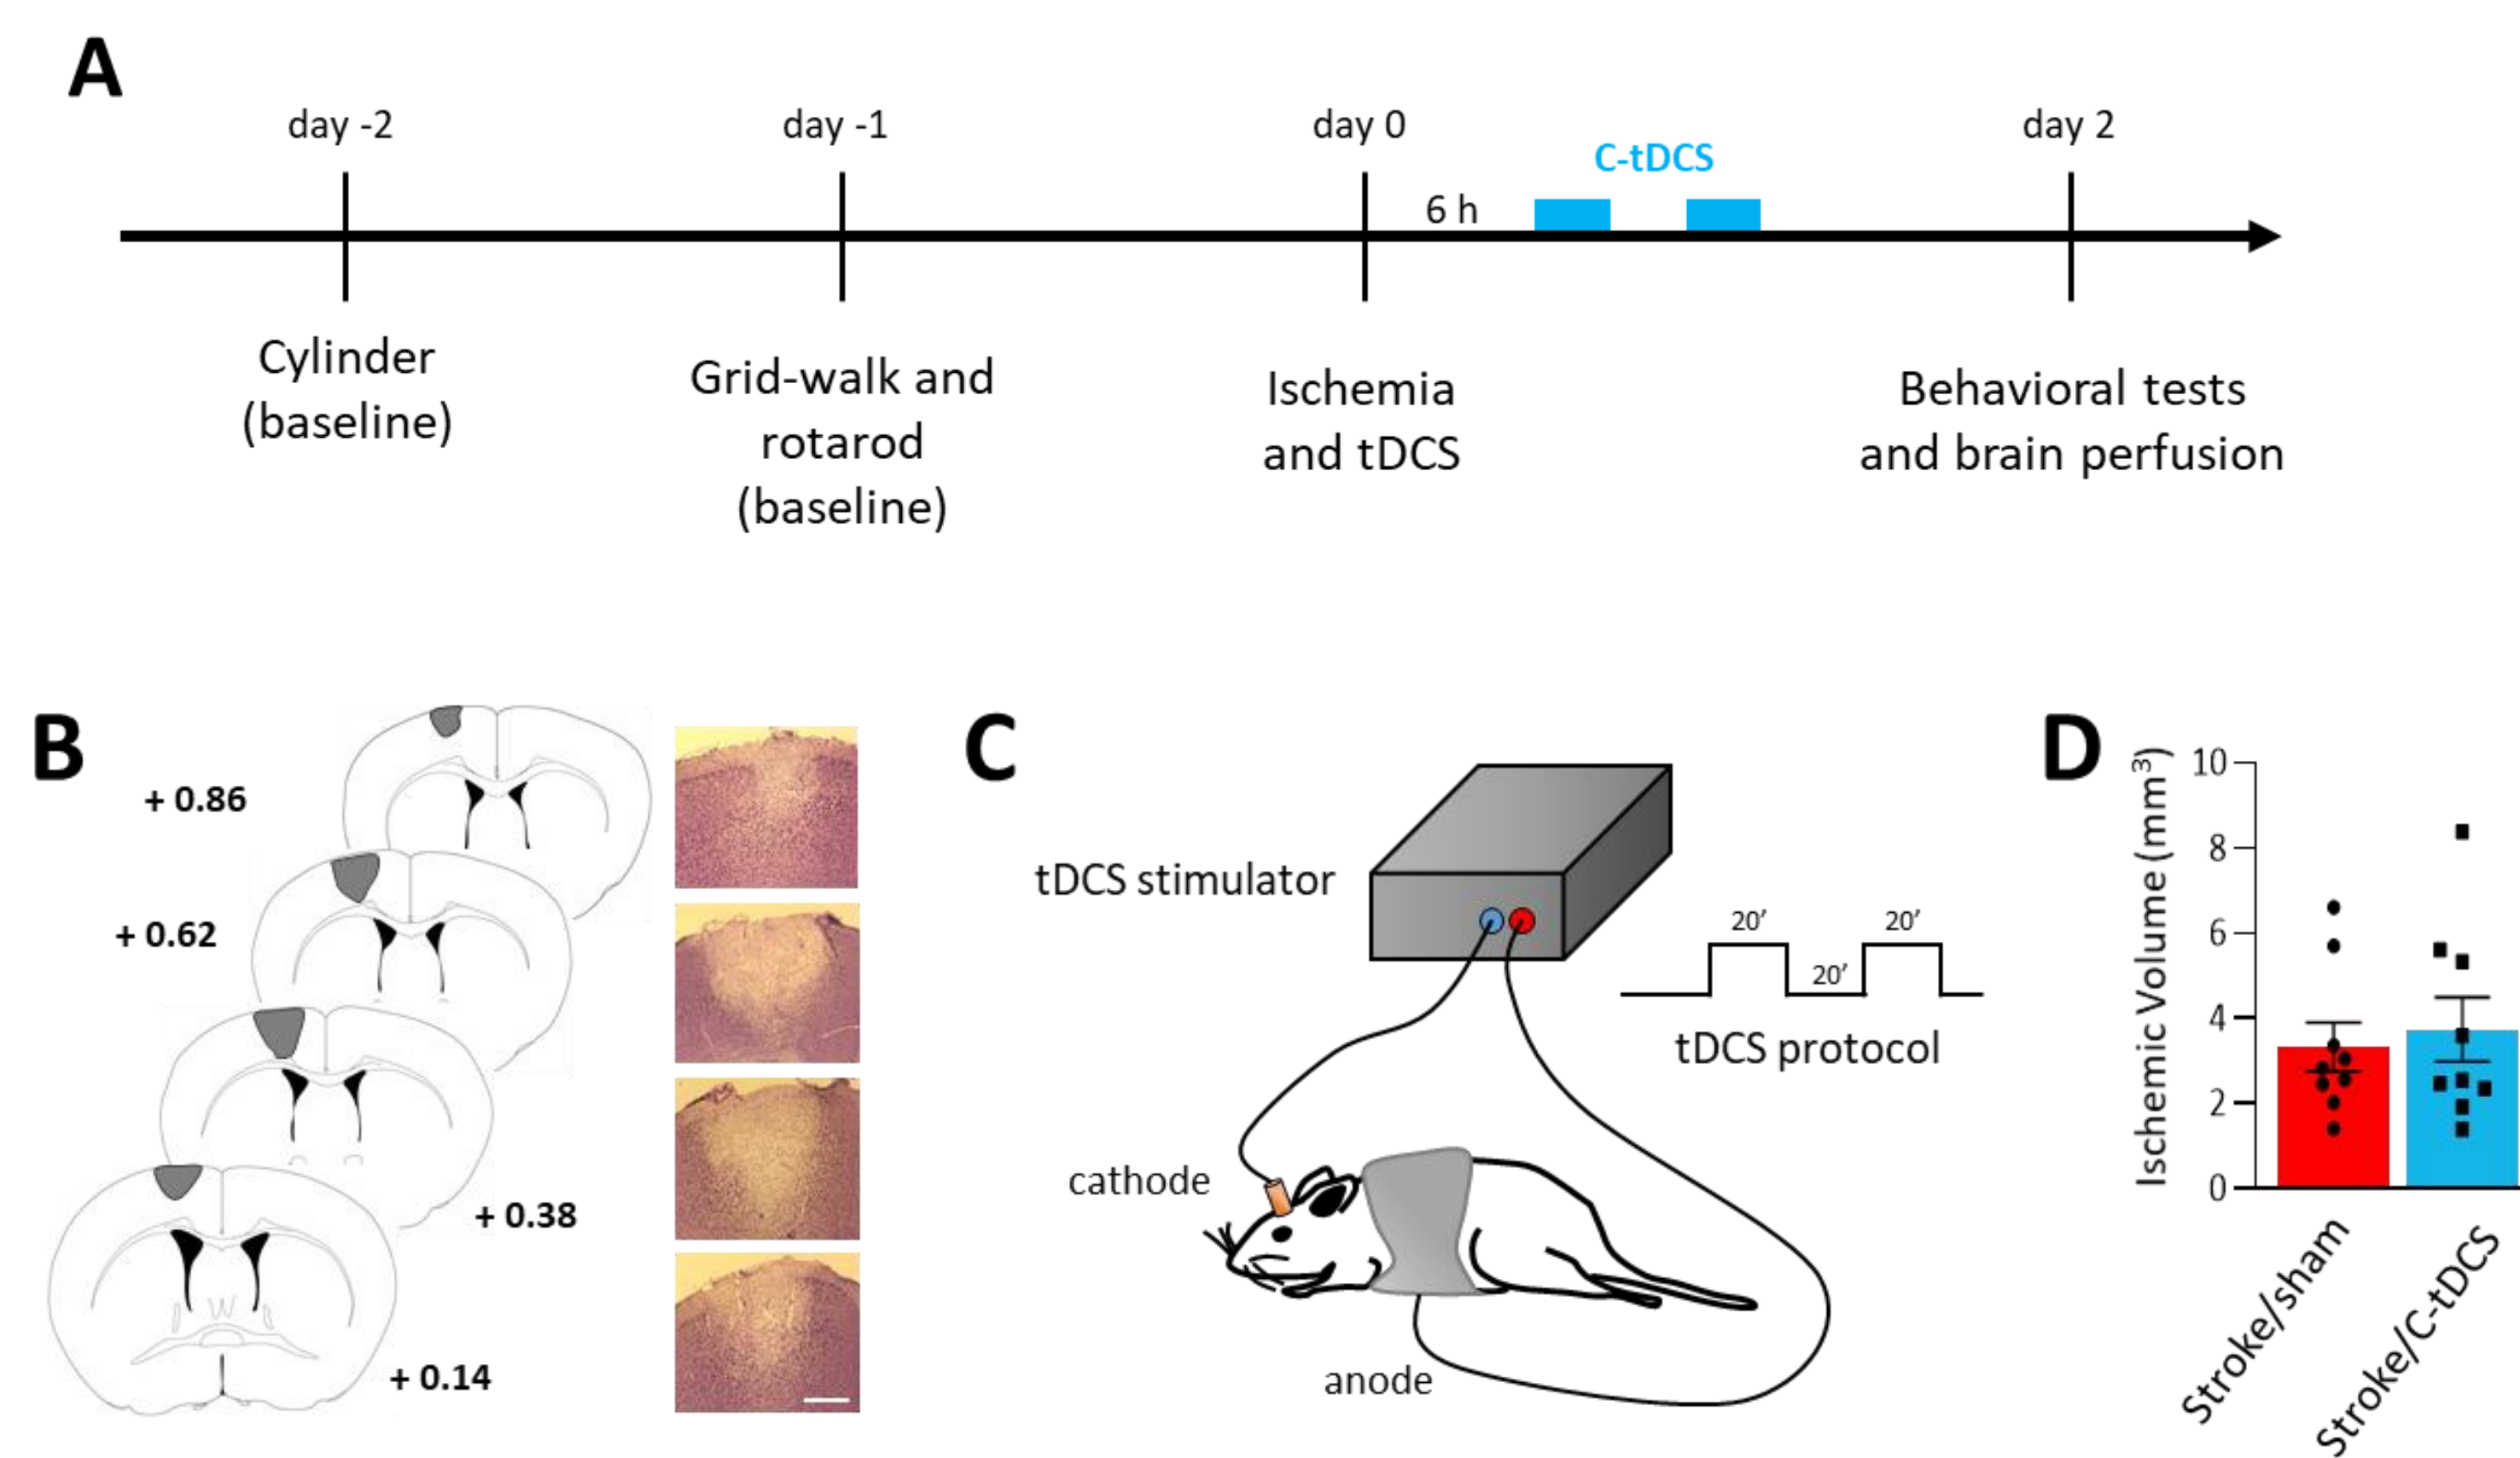 A
day -2
day -1
day 0
day 2
C-tDCS
6 h
Cylinder
(baseline)
Grid-walk and
rotarod
(baseline)
Ischemia
and tDCS
Behavioral tests
and brain perfusion
B
+ 0.86
+ 0.62
+ 0.38
+ 0.14
C
tDCS stimulator
20’
20’
20’
tDCS protocol
cathode
anode
D
Ischemic Volume (mm³)
10
8
6
4
2
0
Stroke/sham
Stroke/C-tDCS